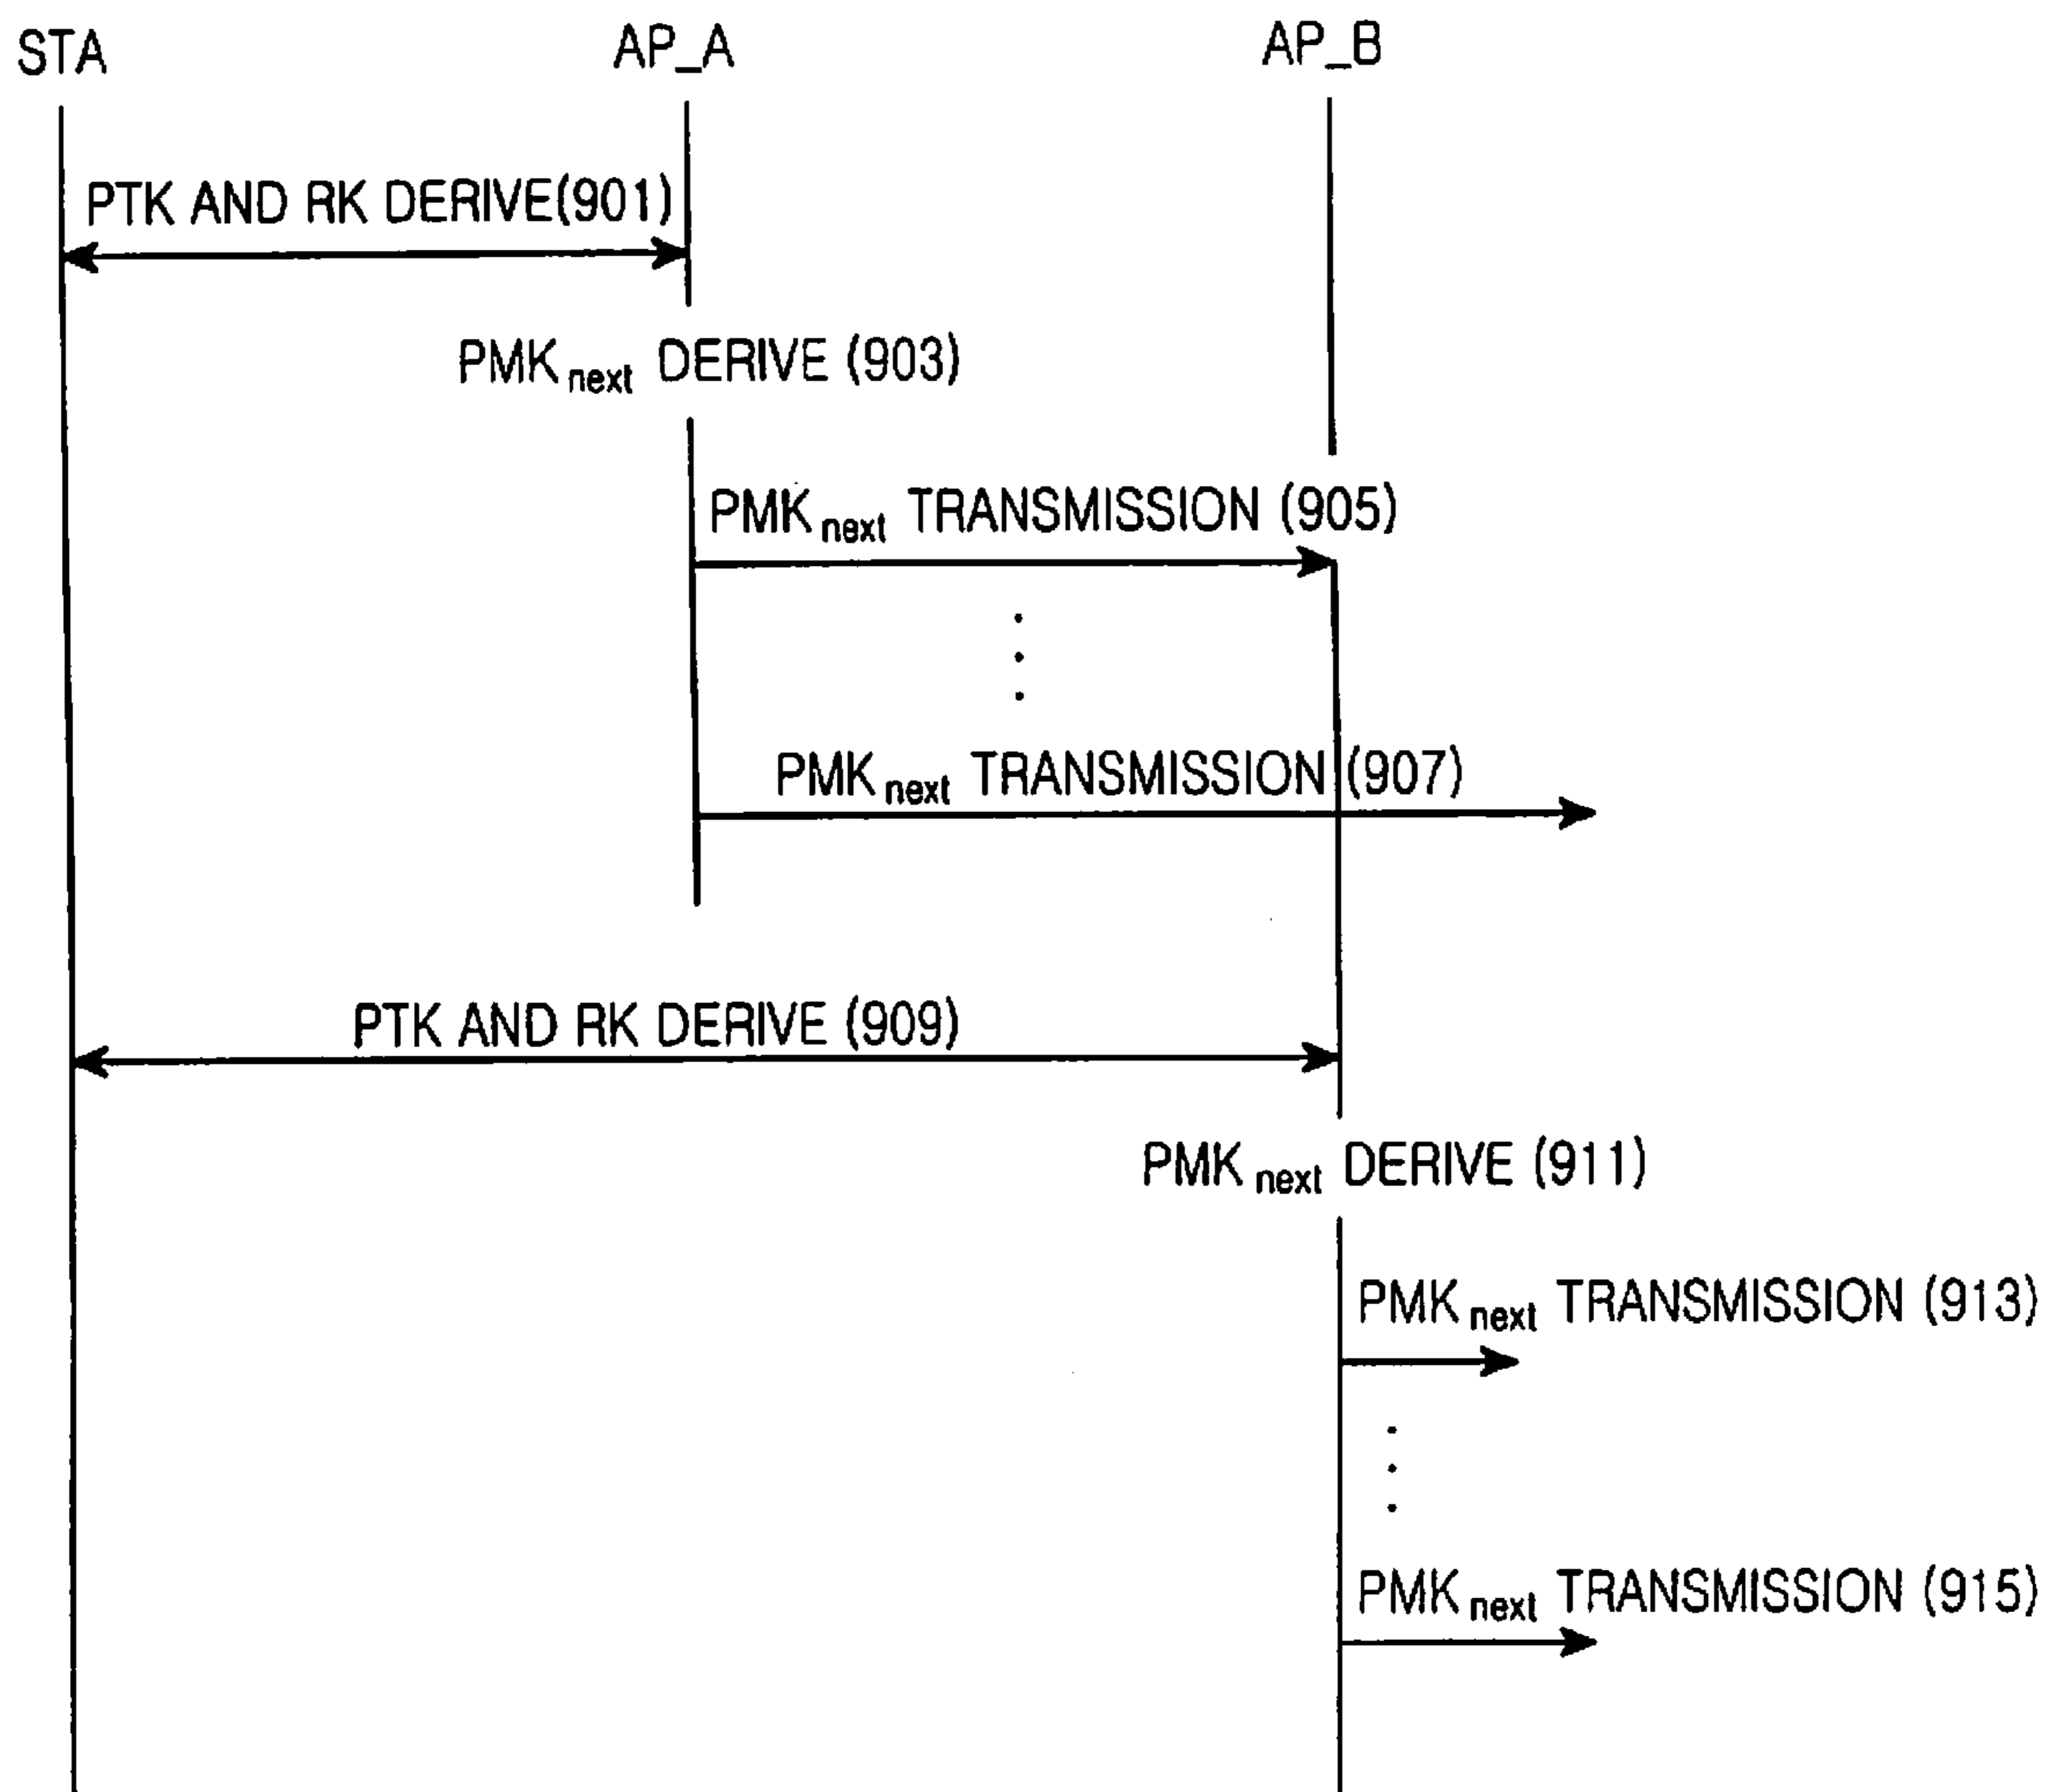 STA AP_A AP_B
PTK AND RK DERIVE(901)
PMKnext DERIVE (903)
PMKnext TRANSMISSION (905)
PMKnext TRANSMISSION (907)
PTK AND RK DERIVE (909)
PMKnext DERIVE (911)
PMKnext TRANSMISSION (913)
PMKnext TRANSMISSION (915)